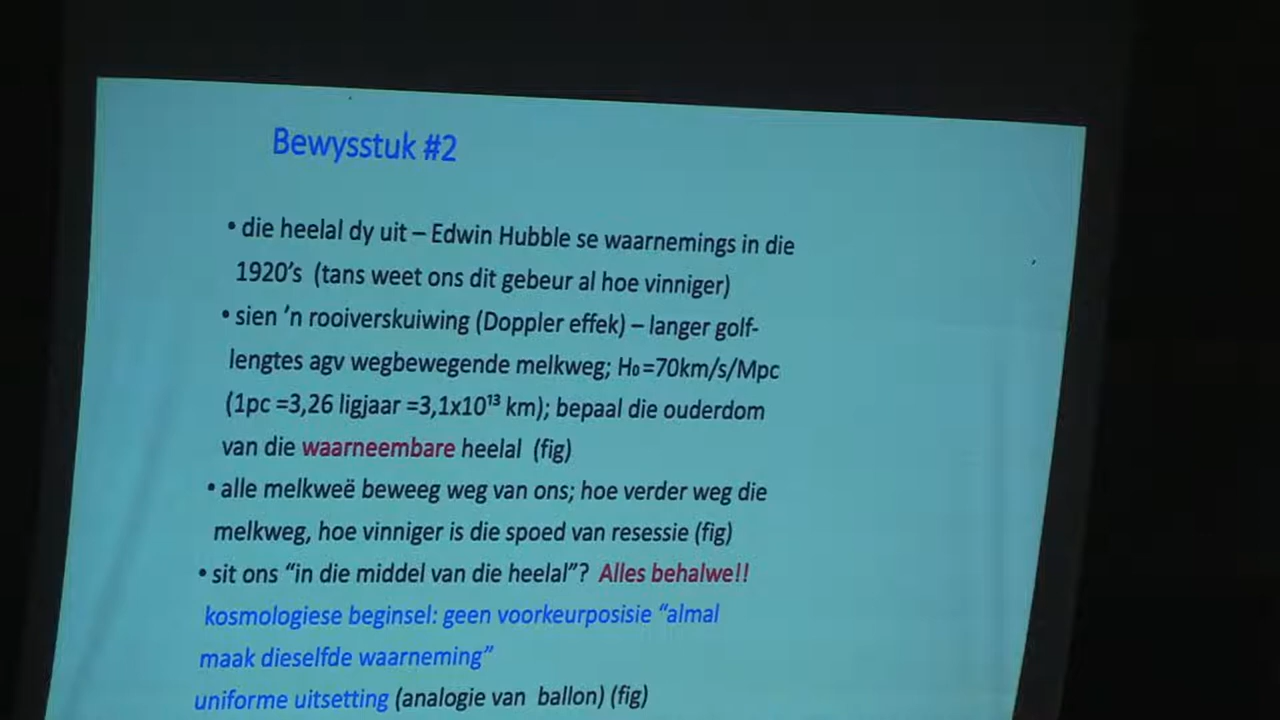 Bewysstuk #2
• die heelal dy uit – Edwin Hubble se waarnemings in die
1920's (tans weet ons dit gebeur al hoe vinniger)
• sien 'n rooiverskuiwing (Doppler effek) – langer golf-
lengtes agv wegbewegende melkweg; H₀=70km/s/Mpc
(1pc =3,26 ligjaar =3,1x10¹³ km); bepaal die ouderdom
van die waarneembare heelal (fig)
• alle melkweë beweeg weg van ons; hoe verder weg die
melkweg, hoe vinniger is die spoed van resessie (fig)
• sit ons “in die middel van die heelal”? Alles behalwe!!
kosmologiese beginsel: geen voorkeurposisie “almal
maak dieselfde waarneming”
uniforme uitsetting (analogie van ballon) (fig)